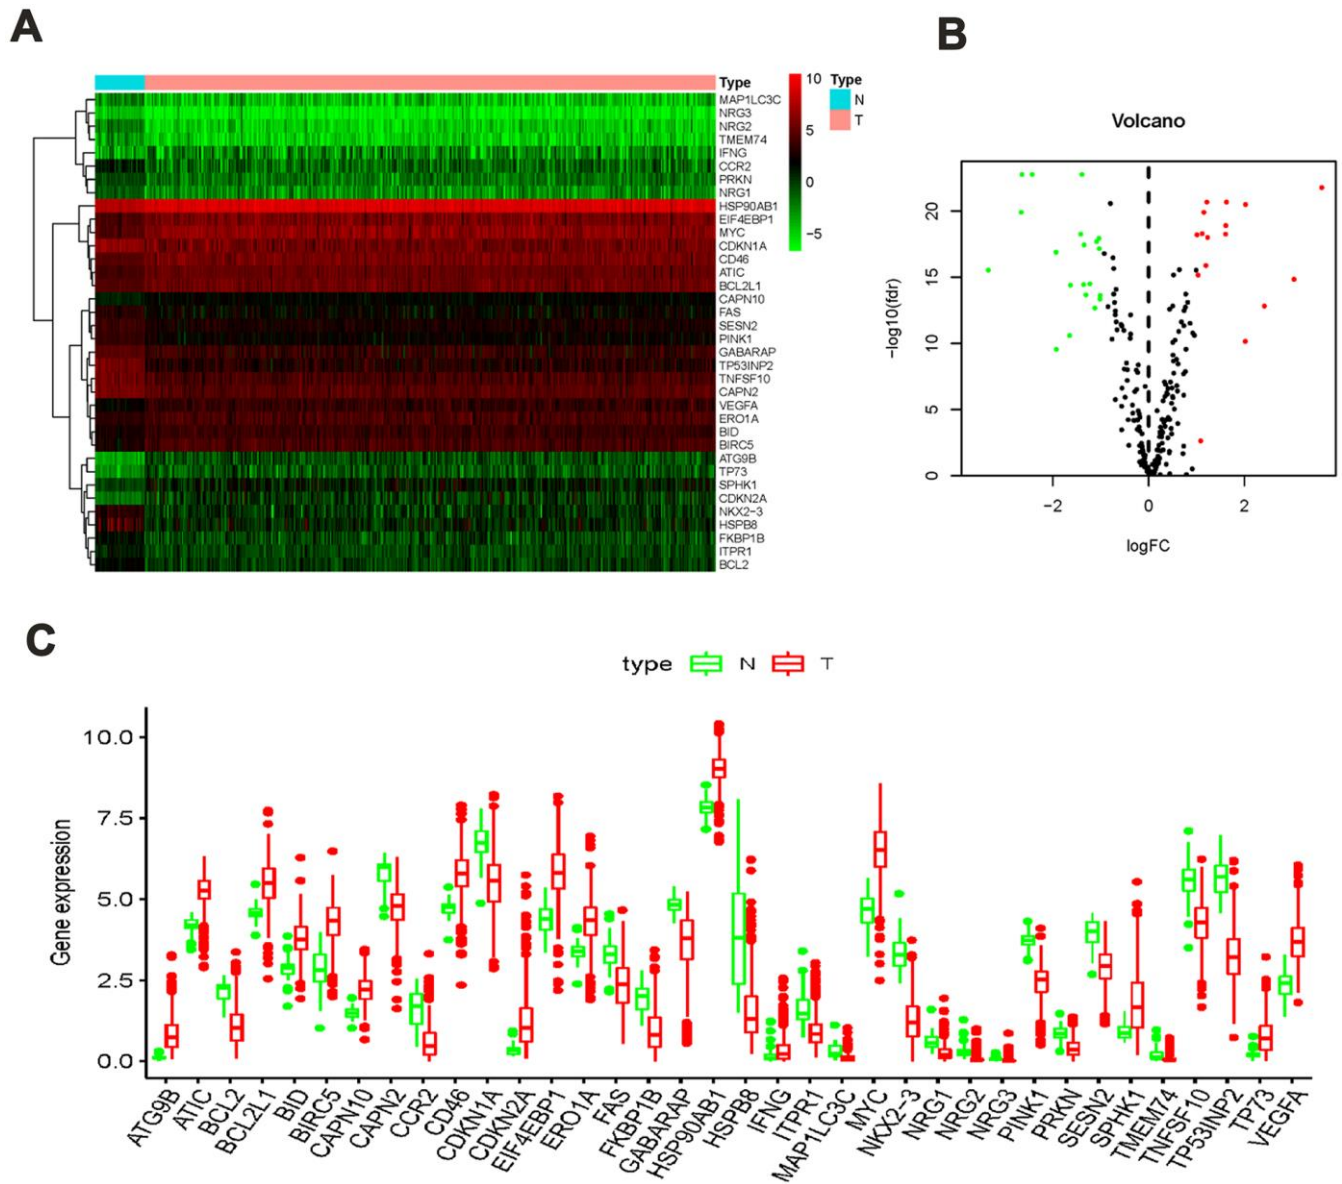 A
Type
MAP1LC3C
NRG3
NRG2
TMEM74
IFNG
CCR2
PRKN
NRG1
HSP90AB1
EIF4EBP1
MYC
CDKN1A
CD46
ATIC
BCL2L1
CAPN10
FAS
SESN2
PINK1
GABARAP
TP53INP2
TNFSF10
CAPN2
VEGFA
ERO1A
BID
BIRC5
ATG9B
TP73
SPHK1
CDKN2A
NKX2-3
HSPB8
FKBP1B
ITPR1
BCL2
10
5
0
−5
Type
N
T
B
Volcano
−log10(fdr)
20
15
10
5
0
−2 0 2
logFC
C
type N T
Gene expression
10.0
7.5
5.0
2.5
0.0
ATG9B
ATIC
BCL2
BCL2L1
BID
BIRC5
CAPN10
CAPN2
CCR2
CD46
CDKN1A
CDKN2A
EIF4EBP1
ERO1A
FAS
FKBP1B
GABARAP
HSP90AB1
HSPB8
IFNG
ITPR1
MAP1LC3C
MYC
NKX2-3
NRG1
NRG2
NRG3
PINK1
PRKN
SESN2
SPHK1
TMEM74
TNFSF10
TP53INP2
TP73
VEGFA